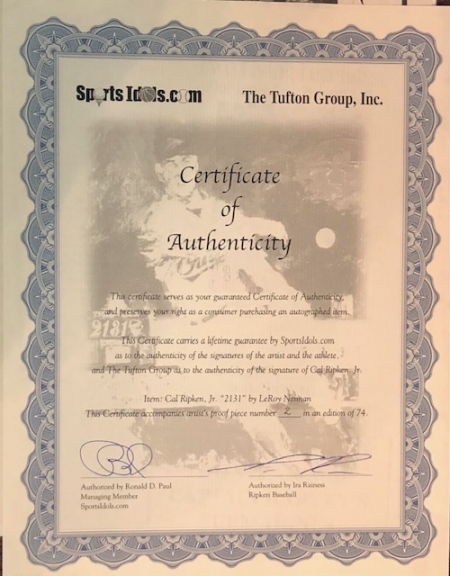 Sports Idols.com The Tufton Group, Inc.
Certificate
of
Authenticity
This certificate serves as your guaranteed Certificate of Authenticity,
and preserves your right as a consumer purchasing an autographed item.
This Certificate carries a lifetime guarantee by SportsIdols.com
as to the authenticity of the signatures of the artist and the athlete,
and The Tufton Group as to the authenticity of the signature of Cal Ripken, Jr.
2131
Item: Cal Ripken, Jr. "2131" by LeRoy Neiman
This Certificate accompanies artist's proof piece number 2 in an edition of 74.
Authorized by Ronald D. Paul
Managing Member
SportsIdols.com
Authorized by Ira Rainess
Ripken Baseball